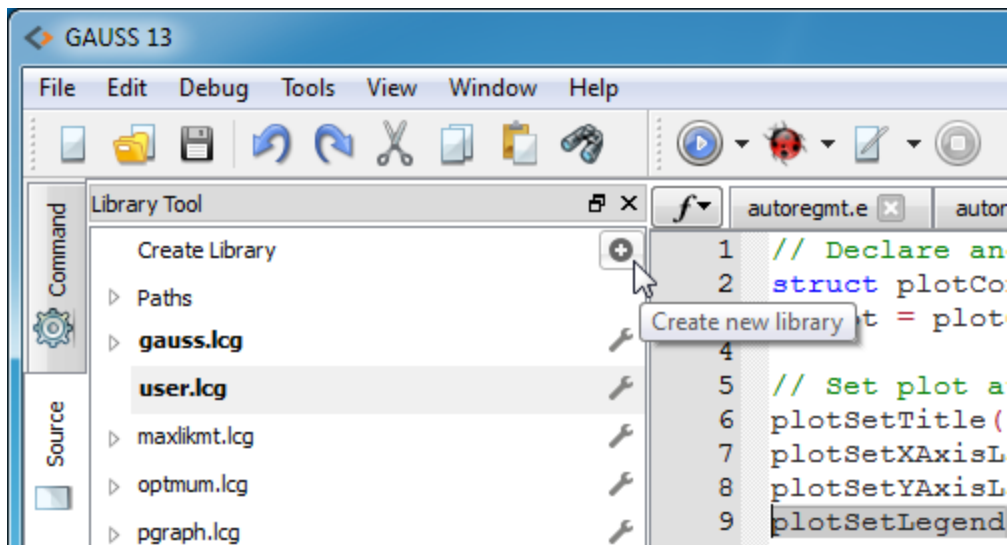 GAUSS 13
File Edit Debug Tools View Window Help
Command
Source
Library Tool
Create Library
Paths
gauss.lcg
user.lcg
maxlikmt.lcg
optmum.lcg
pgraph.lcg
Create new library
f
autoregmt.e
autor
1 // Declare an
2 struct plotCo
t = plot
4
5 // Set plot a
6 plotSetTitle(
7 plotSetXAxisL
8 plotSetYAxisL
9 plotSetLegend